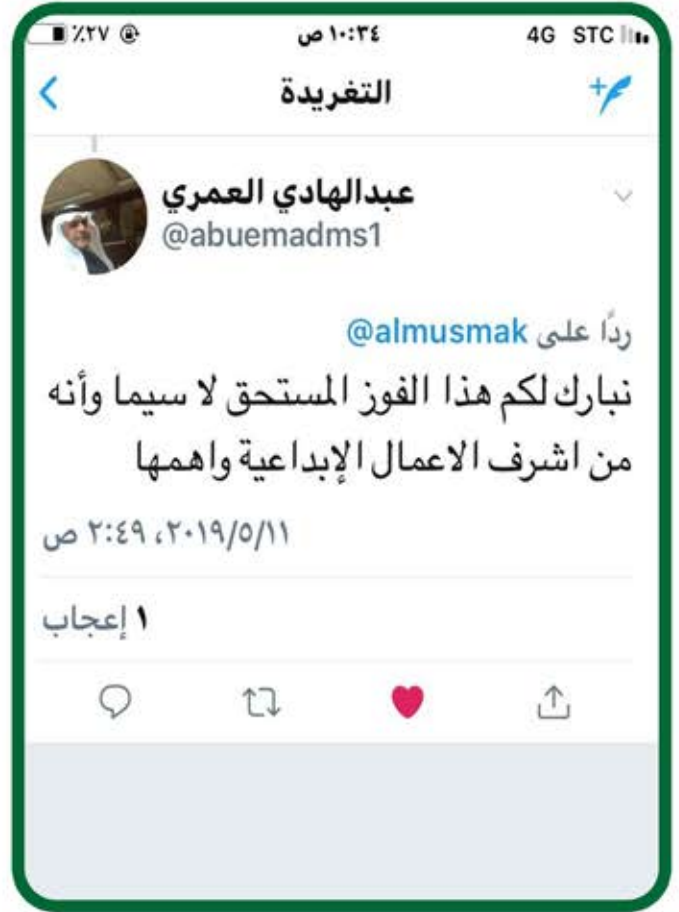 ٪٢٧ ١٠:٣٤ ص 4G STC
التغريدة
عبدالهادي العمري
@abuemadms1
ردًا على @almusmak
نبارك لكم هذا الفوز المستحق لا سيما وأنه
من اشرف الاعمال الإبداعية واهمها
٢٠١٩/٥/١١، ٢:٤٩ ص
١ إعجاب